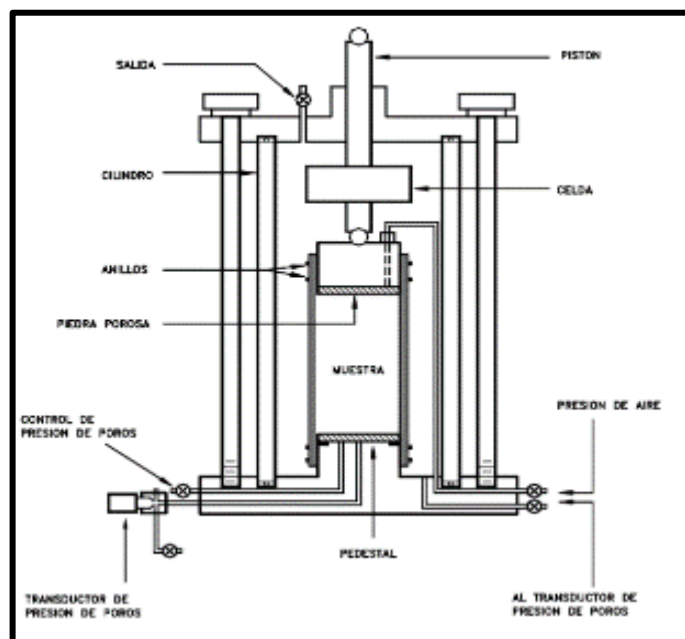 SALIDA
PISTON
CILINDRO
CELDA
ANILLOS
PIEDRA POROSA
MUESTRA
CONTROL DE
PRESION DE POROS
PRESION DE AIRE
PEDESTAL
TRANSDUCTOR DE
PRESION DE POROS
AL TRANSDUCTOR DE
PRESION DE POROS